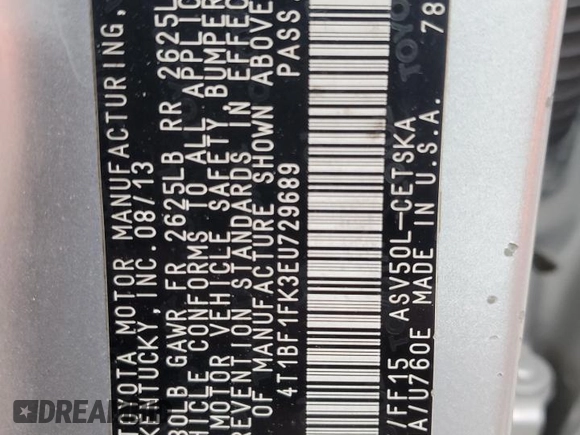 OTA MOTOR MANUFACTURING,
KENTUCKY, INC. 08/13
GAWR FR 2625LB RR 2625L
HICLE CONFORMS TO ALL APPLIC
MOTOR VEHICLE SAFETY, BUMPER
REVENTION STANDARDS IN EFFEC
OF MANUFACTURE SHOWN ABOVE
4T1BF1FK3EU729689 PASS
/FF15 ASV50L-CETSKA 78
A/U760E MADE IN U.S.A.
TOYO
DREAM